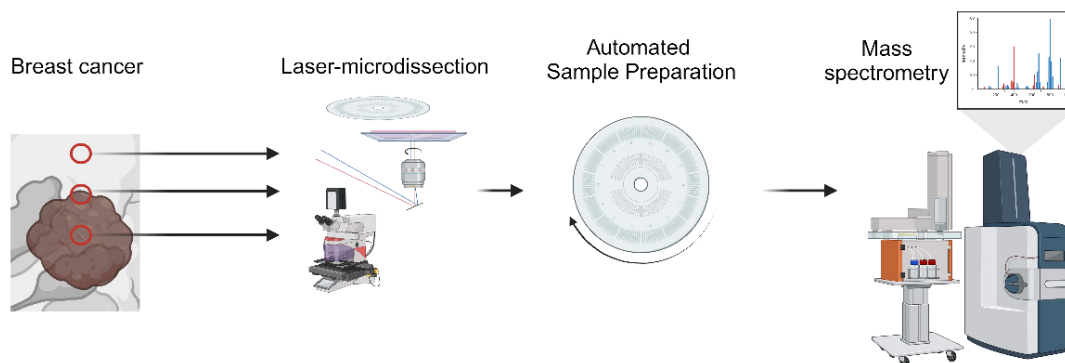 Breast cancer
Laser-microdissection
Automated
Sample Preparation
Mass
spectrometry